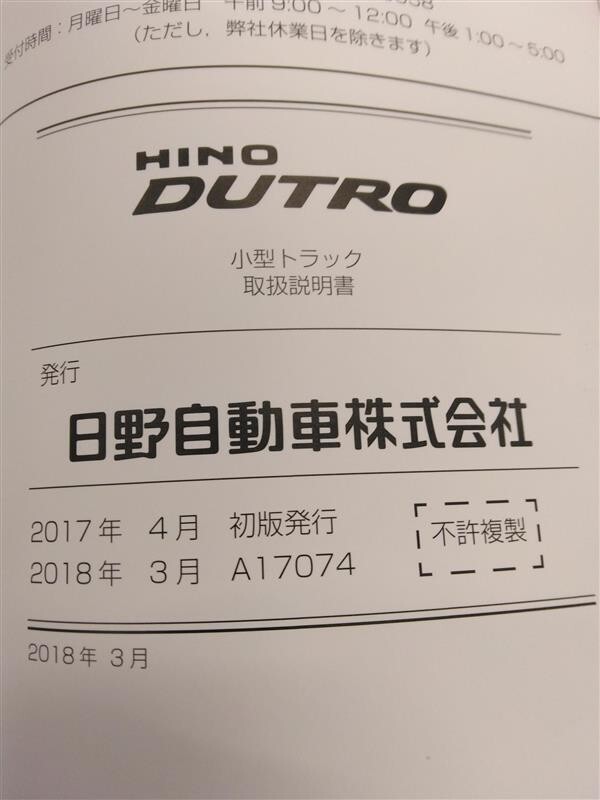 受付時間：月曜日～金曜日 午前9:00～12:00 午後1:00～5:00
（ただし，弊社休業日を除きます）
HINO
DUTRO
小型トラック
取扱説明書
発行
日野自動車株式会社
2017年 4月 初版発行
2018年 3月 A17074
不許複製
2018年 3月